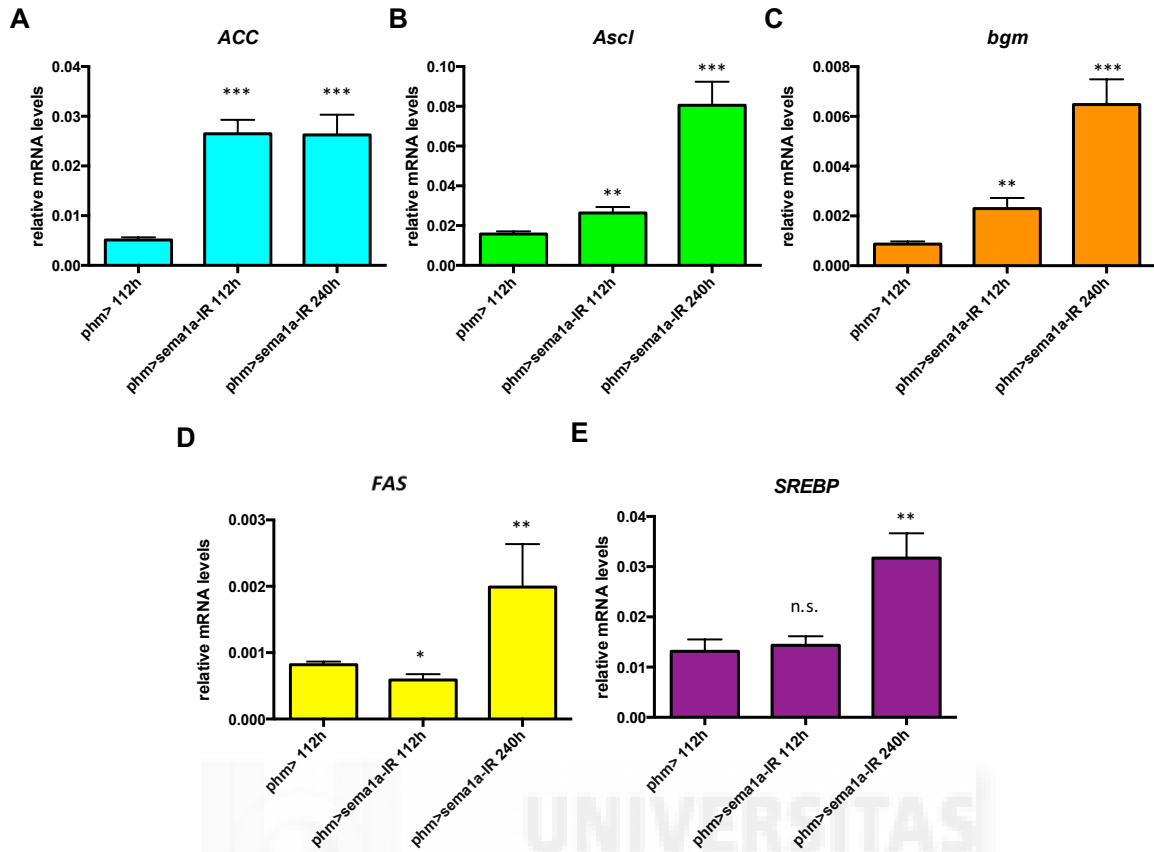 A
ACC
relative mRNA levels
0.04
0.03
0.02
0.01
0.00
***
***
phm> 112h
phm>sema1a-IR 112h
phm>sema1a-IR 240h
B
Ascl
relative mRNA levels
0.10
0.08
0.06
0.04
0.02
0.00
**
***
phm> 112h
phm>sema1a-IR 112h
phm>sema1a-IR 240h
C
bgm
relative mRNA levels
0.008
0.006
0.004
0.002
0.000
**
***
phm> 112h
phm>sema1a-IR 112h
phm>sema1a-IR 240h
D
FAS
relative mRNA levels
0.003
0.002
0.001
0.000
*
**
phm> 112h
phm>sema1a-IR 112h
phm>sema1a-IR 240h
E
SREBP
relative mRNA levels
0.04
0.03
0.02
0.01
0.00
n.s.
**
phm> 112h
phm>sema1a-IR 112h
phm>sema1a-IR 240h
UNIVERSITAS